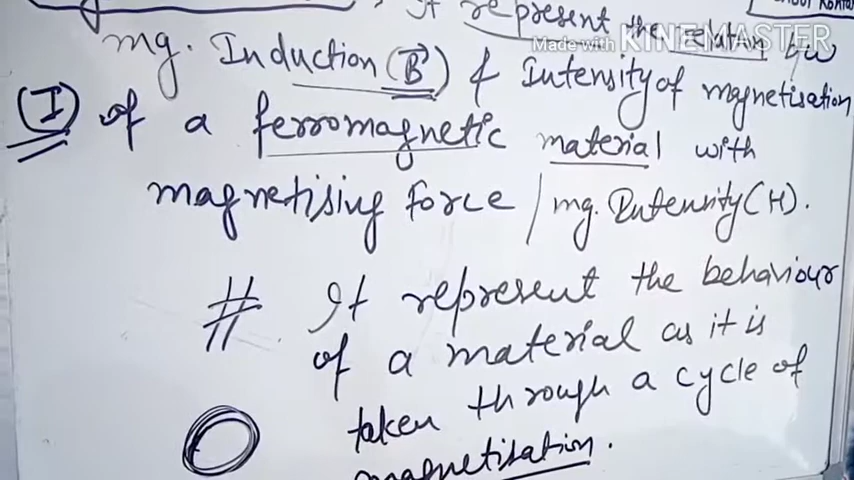 it represent the relation b/w
Made with KINEMASTER
mg. Induction (B) & Intensity of magnetisation
(I) of a ferromagnetic material with
magnetising force / mg. Intensity (H).
# It represent the behaviour
of a material as it is
taken through a cycle of
magnetisation.